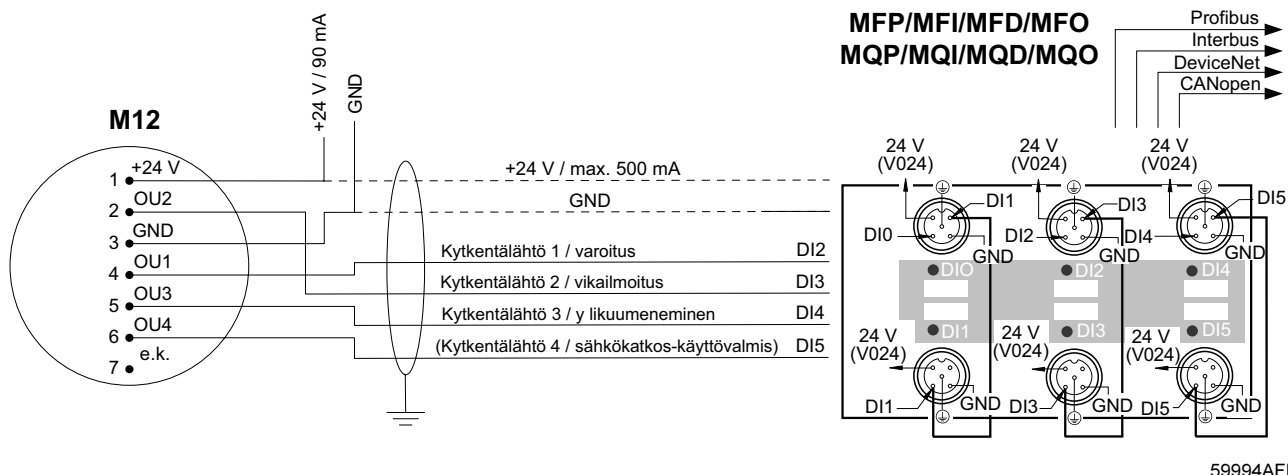 MFP/MFI/MFD/MFO
MQP/MQI/MQD/MQO
Profibus
Interbus
DeviceNet
CANopen
+24 V / 90 mA
GND
M12
1 +24 V
2 OU2
3 GND
4 OU1
5 OU3
6 OU4
7 e.k.
+24 V / max. 500 mA
GND
Kytkentälähtö 1 / varoitus DI2
Kytkentälähtö 2 / vikailmoitus DI3
Kytkentälähtö 3 / y likuumeneminen DI4
(Kytkentälähtö 4 / sähkökatkos-käyttövalmis) DI5
24 V
(V024)
24 V
(V024)
24 V
(V024)
DI1
DI3
DI5
DI0
DI2
DI4
GND
GND
GND
DIO
DI2
DI4
DI1
DI3
DI5
24 V
(V024)
24 V
(V024)
24 V
(V024)
DI1
GND
DI3
GND
DI5
GND